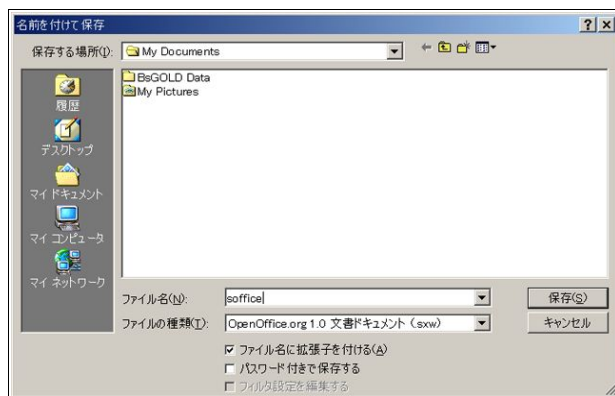 名前を付けて保存
保存する場所(I): My Documents
BsGOLD Data
My Pictures
履歴
デスクトップ
マイ ドキュメント
マイ コンピュータ
マイ ネットワーク
ファイル名(N): soffice 保存(S)
ファイルの種類(T): OpenOffice.org 1.0 文書ドキュメント (.sxw) キャンセル
ファイル名に拡張子を付ける(A)
パスワード付きで保存する
フィルタ設定を編集する